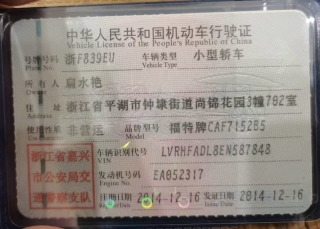 中华人民共和国机动车行驶证
Vehicle License of the People's Republic of China
号牌号码 浙F839EU 车辆类型 小型轿车
Plate No. Vehicle Type
所有人 扁水艳
住址 浙江省平湖市钟埭街道尚锦花园3幢702室
使用性质 非营运 品牌型号 福特牌CAF7152B5
浙江省嘉兴市公安局交通警察支队
车辆识别代号 LVRHFADL8EN587848
VIN
发动机号码 EA052317
Engine No.
注册日期 2014-12-16 发证日期 2014-12-16